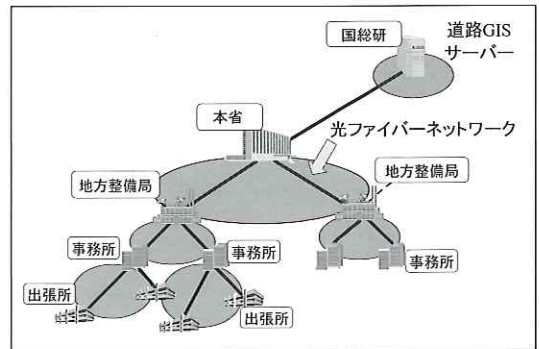 国総研
道路GIS
サーバー
本省
光ファイバーネットワーク
地方整備局
地方整備局
事務所
事務所
事務所
出張所
出張所